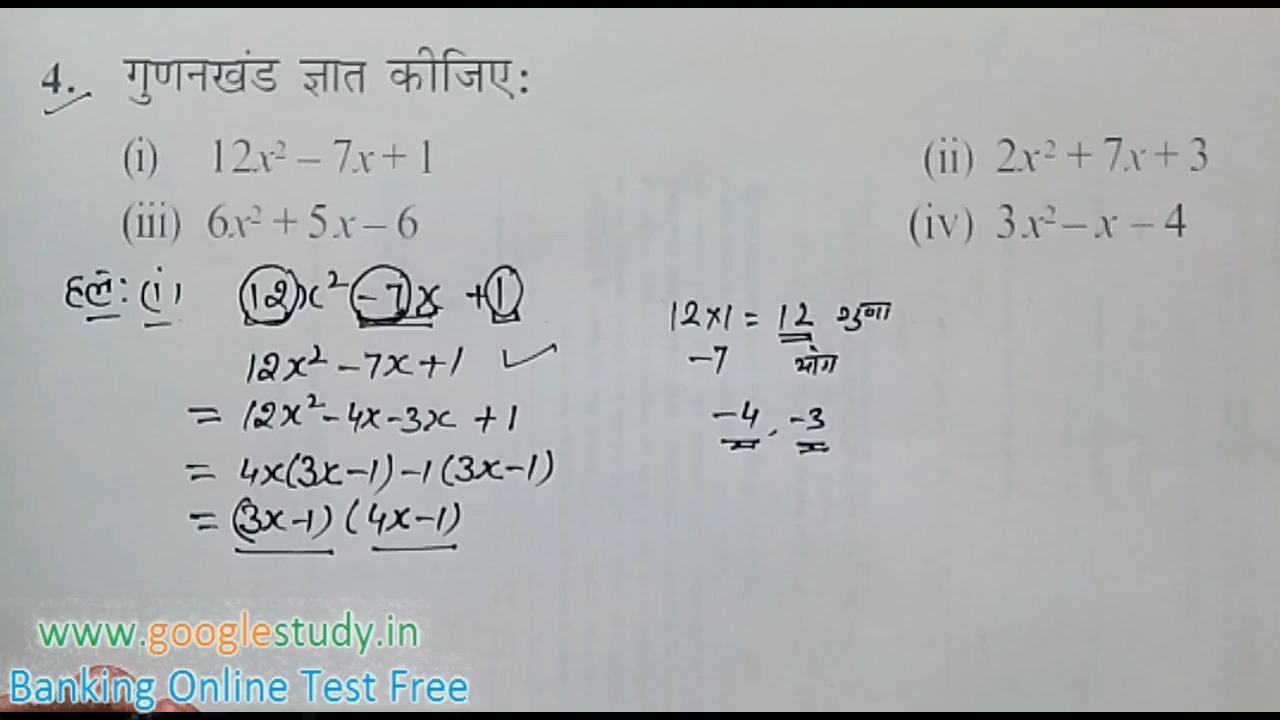 4. गुणनखंड ज्ञात कीजिए:
(i) 12x² – 7x + 1 (ii) 2x² + 7x + 3
(iii) 6x² + 5x – 6 (iv) 3x² – x – 4
हल: (i) 12x² -7x +1
12×1 = 12 गुणा
12x² -7x+1
-7 योग
= 12x² -4x-3x +1
-4, -3
= 4x(3x-1)-1(3x-1)
= (3x-1) (4x-1)
www.googlestudy.in
Banking Online Test Free